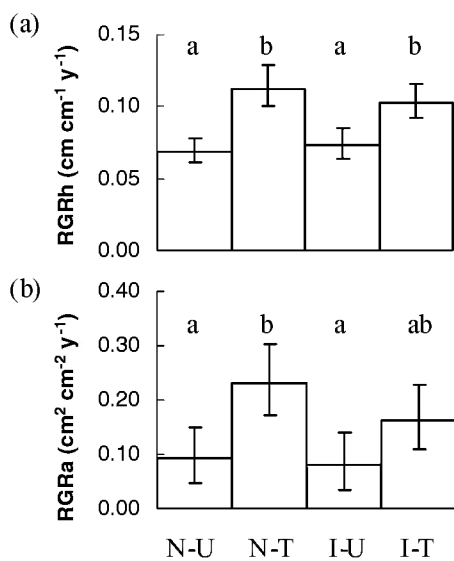 (a)
RGRh (cm cm⁻¹ y⁻¹)
0.15
0.10
0.05
0.00
a b a b
(b)
RGRa (cm² cm⁻² y⁻¹)
0.40
0.30
0.20
0.10
0.00
a b a ab
N-U N-T I-U I-T